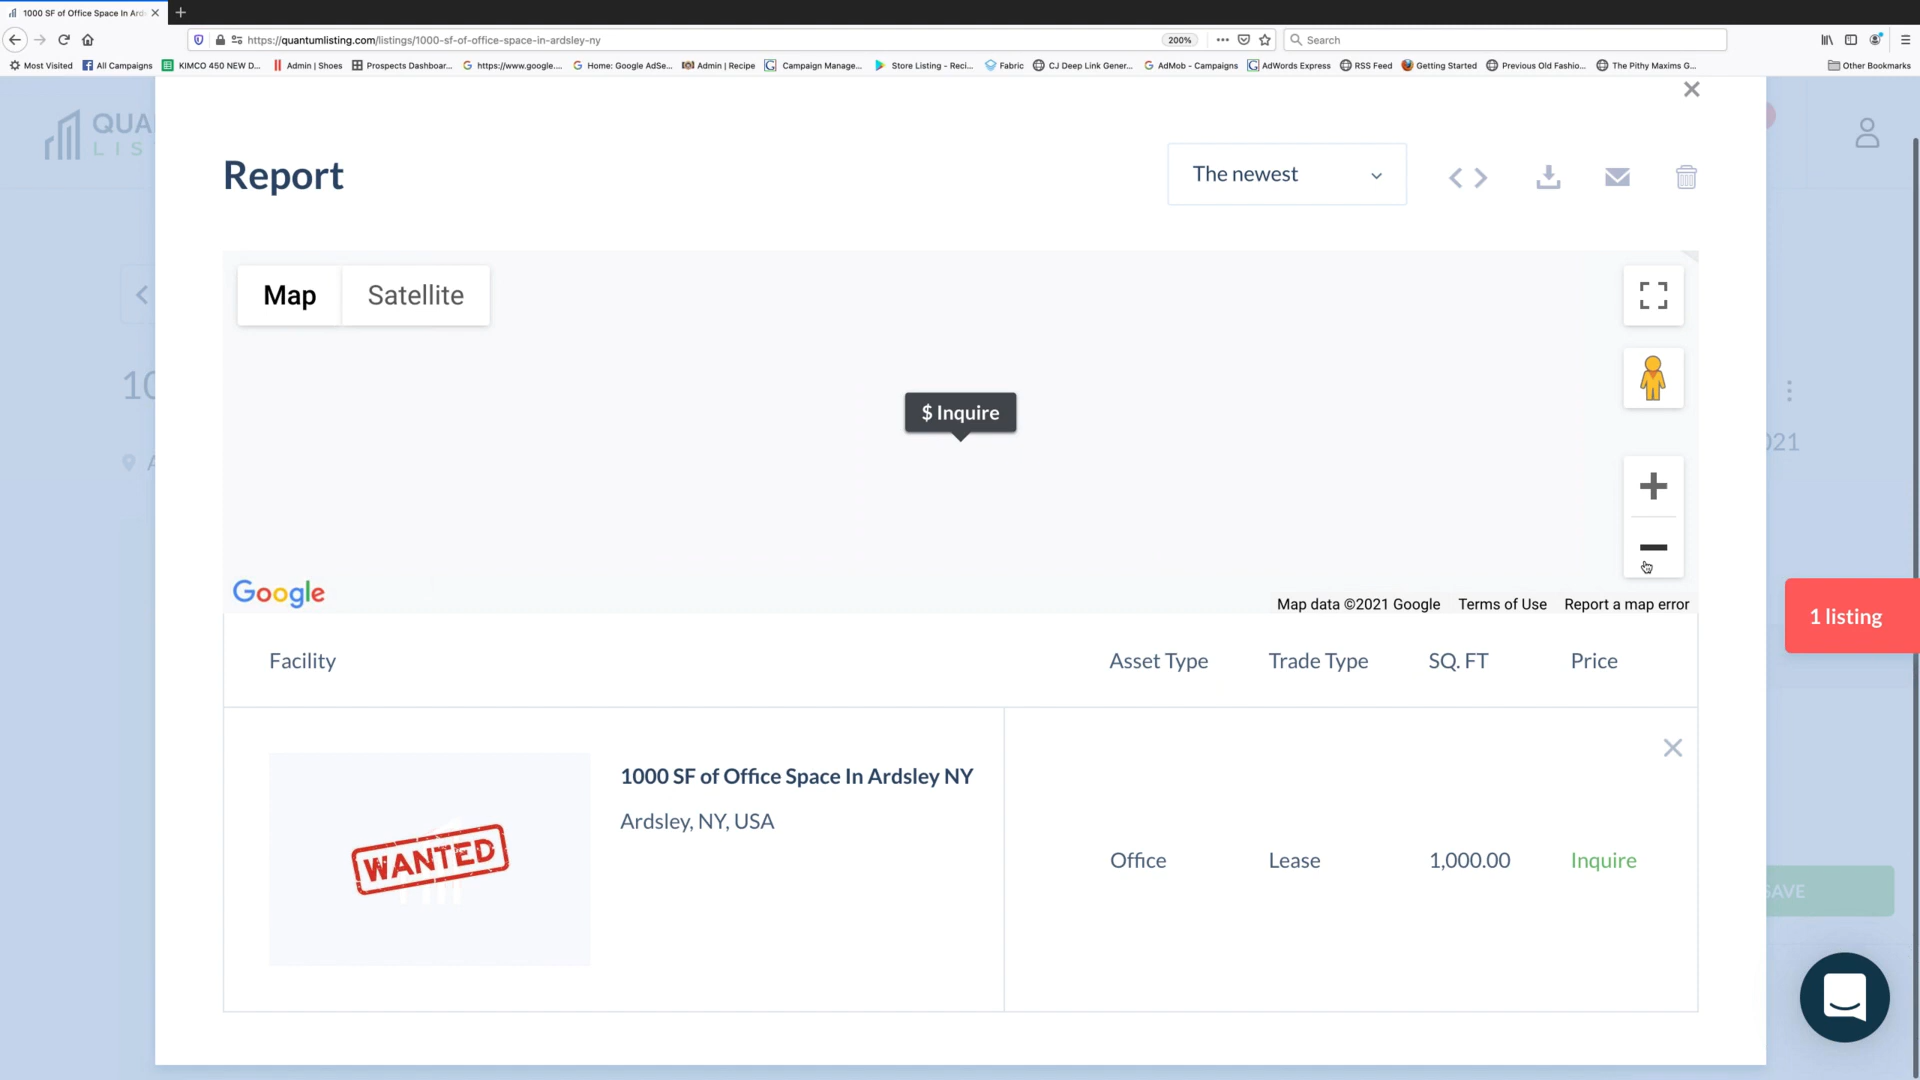 1000 SF of Office Space In Ard
https://quantumlisting.com/listings/1000-sf-of-office-space-in-ardsley-ny
200%
Search
Most Visited
All Campaigns
KIMCO 450 NEW D...
Admin | Shoes
Prospects Dashboar...
https://www.google....
Home: Google AdSe...
Admin | Recipe
Campaign Manage...
Store Listing - Reci...
Fabric
CJ Deep Link Gener...
AdMob - Campaigns
AdWords Express
RSS Feed
Getting Started
Previous Old Fashio...
The Pithy Maxims G...
Other Bookmarks
QUA
LIS
Report
The newest
Map
Satellite
$ Inquire
10
A
021
Google
Map data ©2021 Google
Terms of Use
Report a map error
1 listing
Facility
Asset Type
Trade Type
SQ. FT
Price
WANTED
1000 SF of Office Space In Ardsley NY
Ardsley, NY, USA
Office
Lease
1,000.00
Inquire
SAVE